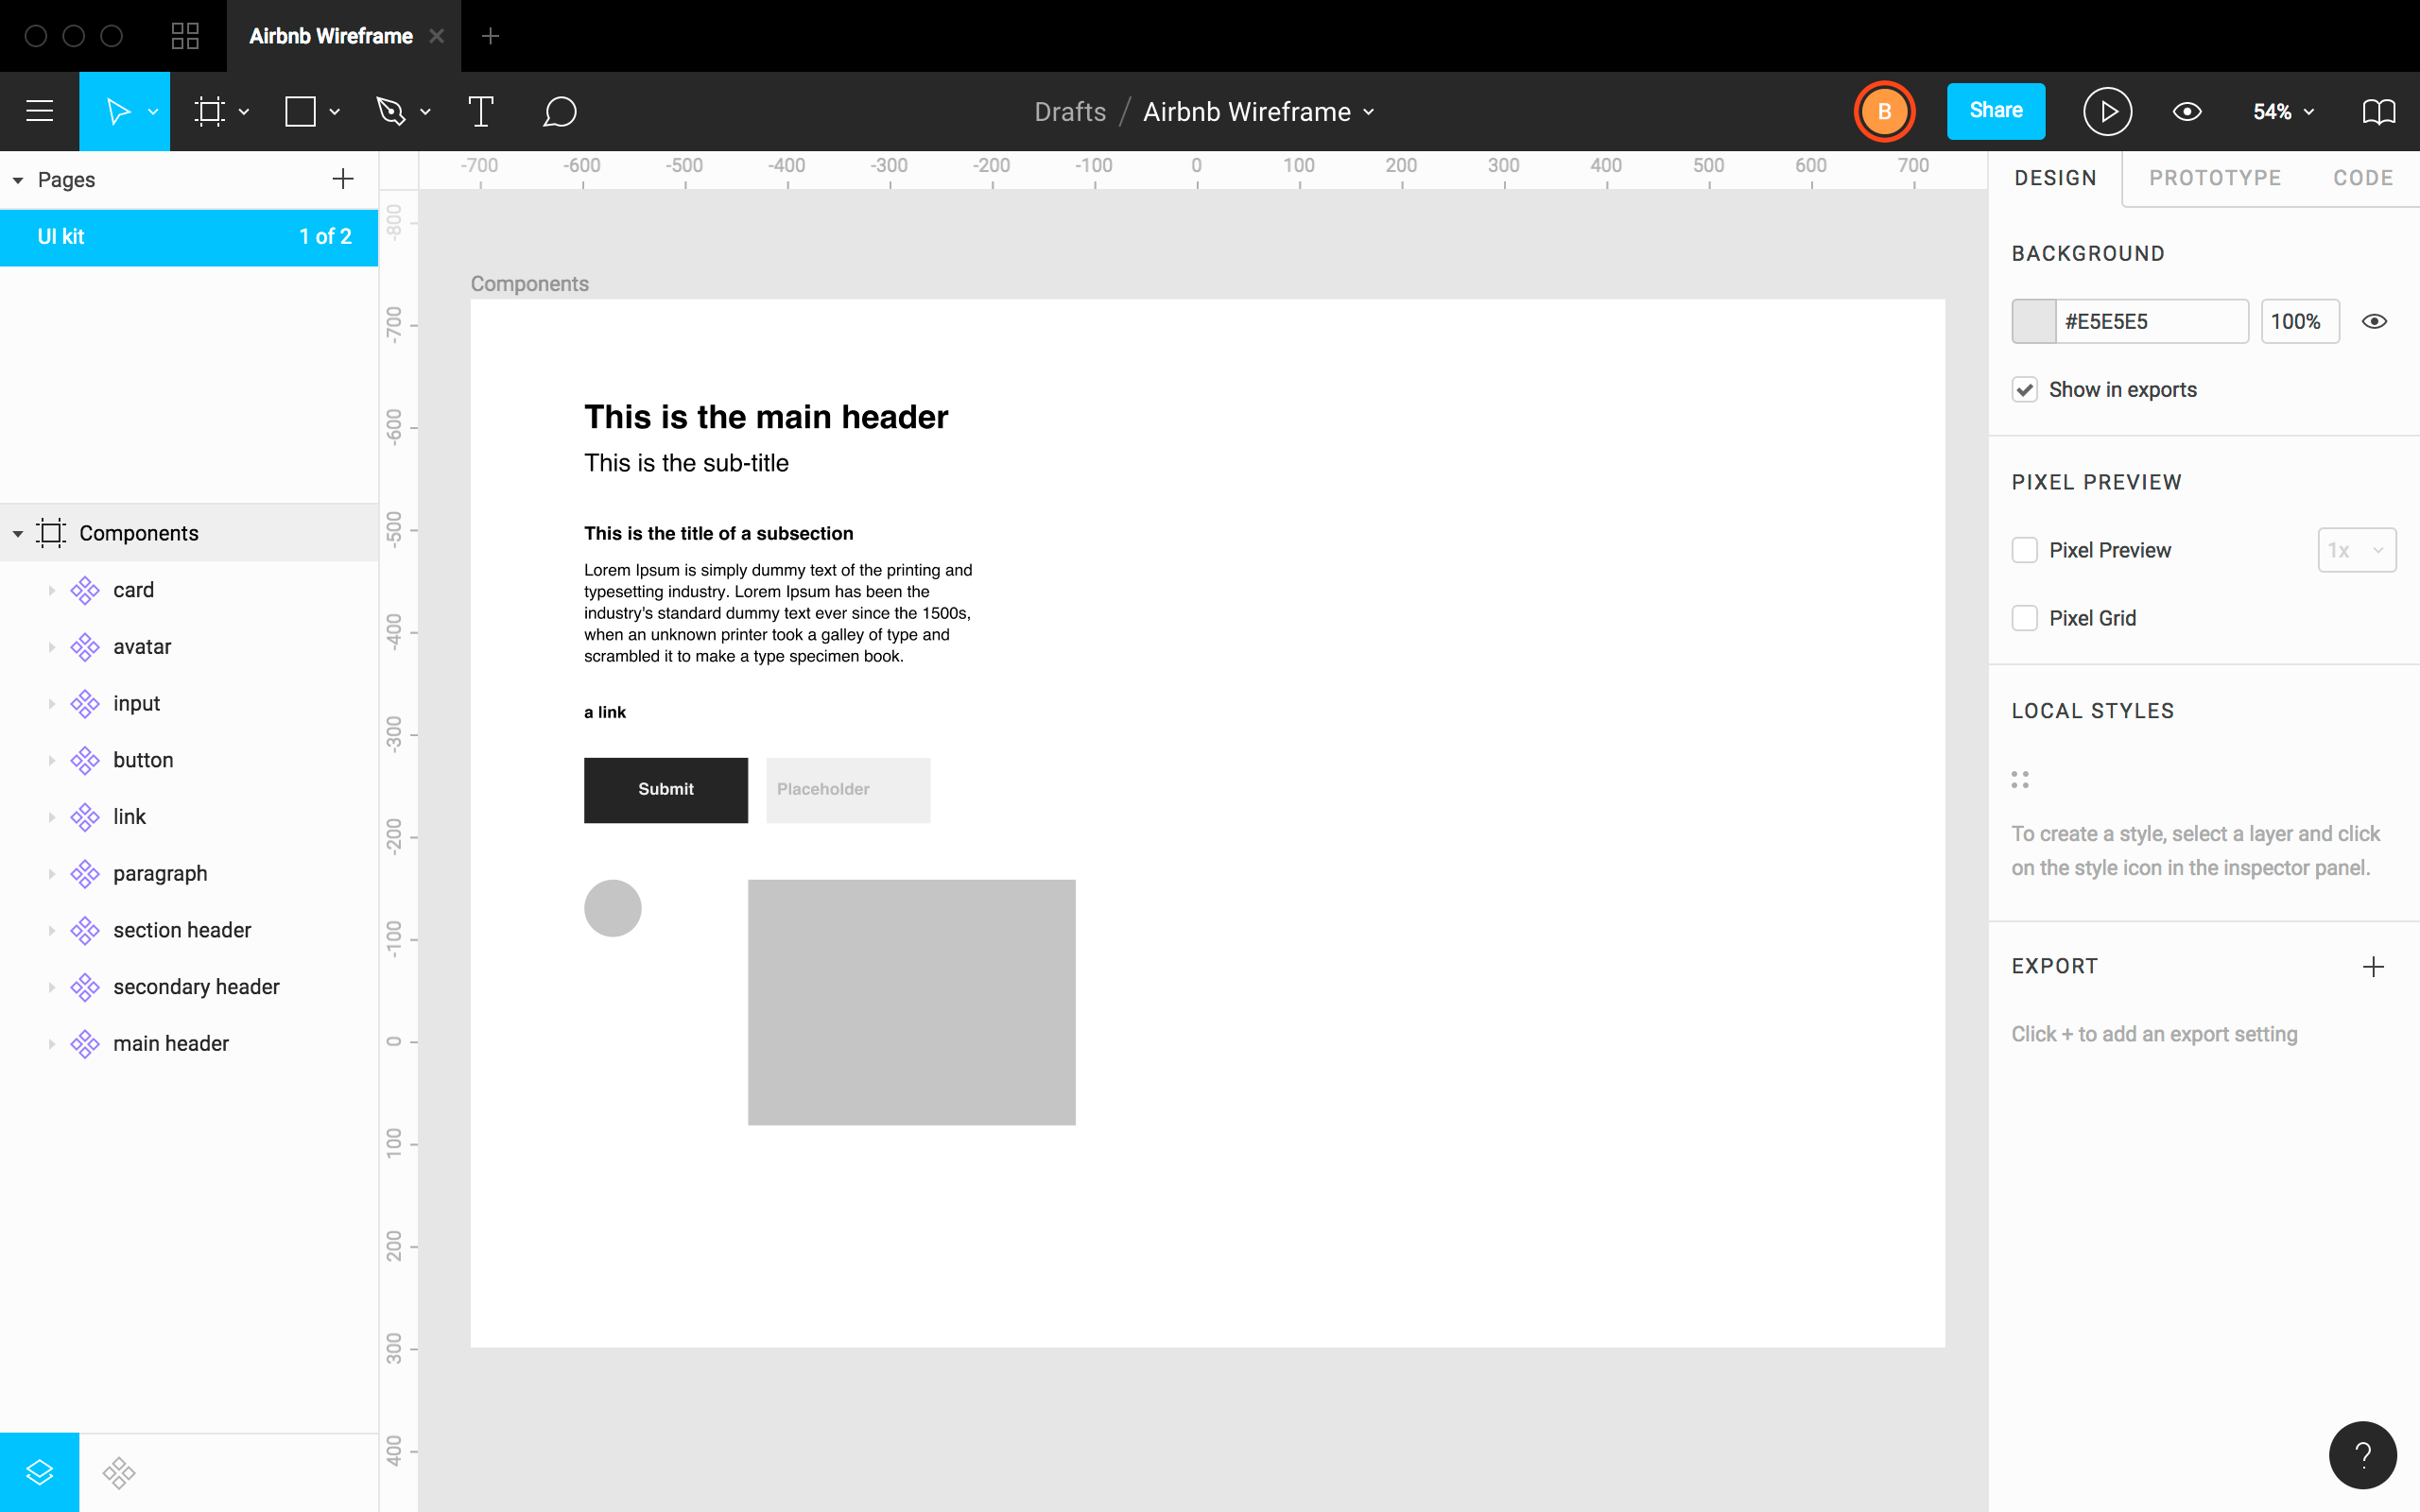 Airbnb Wireframe
Drafts / Airbnb Wireframe
B
Share
54%
Pages
UI kit 1 of 2
Components
card
avatar
input
button
link
paragraph
section header
secondary header
main header
-700 -600 -500 -400 -300 -200 -100 0 100 200 300 400 500 600 700
-800
-700
-600
-500
-400
-300
-200
-100
0
100
200
300
400
Components
This is the main header
This is the sub-title
This is the title of a subsection
Lorem Ipsum is simply dummy text of the printing and
typesetting industry. Lorem Ipsum has been the
industry's standard dummy text ever since the 1500s,
when an unknown printer took a galley of type and
scrambled it to make a type specimen book.
a link
Submit
Placeholder
DESIGN PROTOTYPE CODE
BACKGROUND
#E5E5E5 100%
Show in exports
PIXEL PREVIEW
Pixel Preview 1x
Pixel Grid
LOCAL STYLES
To create a style, select a layer and click
on the style icon in the inspector panel.
EXPORT
Click + to add an export setting
?